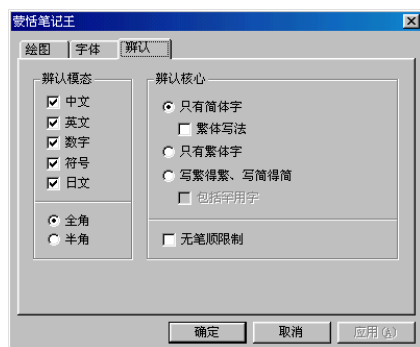 蒙恬笔记王
绘图 字体 辨认
辨认模态
中文
英文
数字
符号
日文
全角
半角
辨认核心
只有简体字
繁体写法
只有繁体字
写繁得繁、写简得简
包括罕用字
无笔顺限制
确定 取消 应用(A)